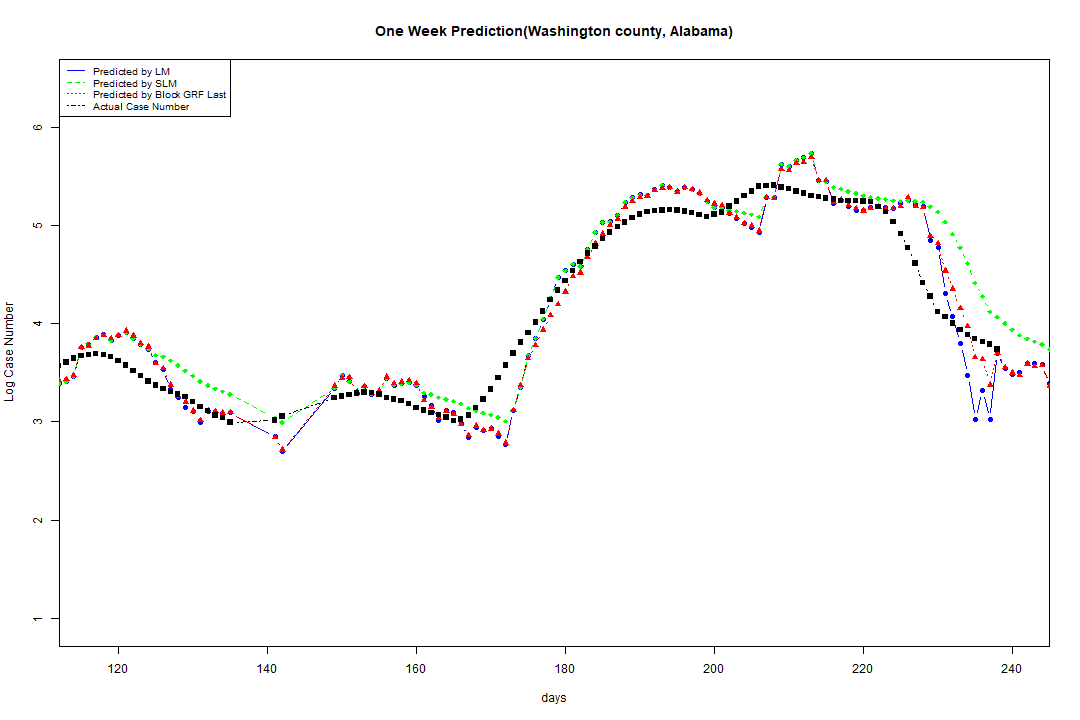 One Week Prediction(Washington county, Alabama)
Predicted by LM
Predicted by SLM
Predicted by Block GRF Last
Actual Case Number
6
5
4
3
2
1
Log Case Number
120 140 160 180 200 220 240
days